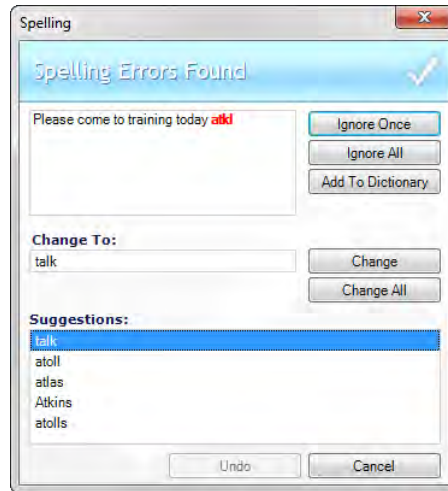 Spelling
Spelling Errors Found
Please come to training today atkl
Ignore Once
Ignore All
Add To Dictionary
Change To:
talk
Change
Change All
Suggestions:
talk
atoll
atlas
Atkins
atolls
Undo
Cancel